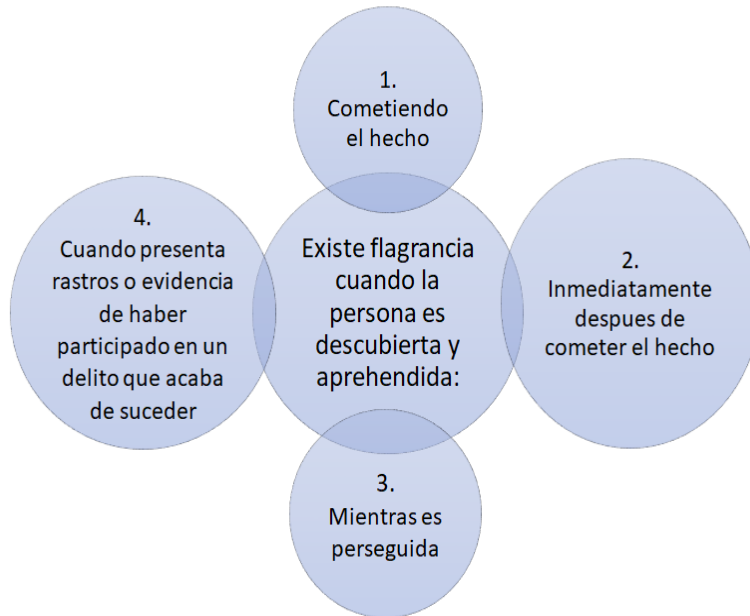 Existe flagrancia
cuando la
persona es
descubierta y
aprehendida:
1.
Cometiendo
el hecho
2.
Inmediatamente
despues de
cometer el hecho
3.
Mientras es
perseguida
4.
Cuando presenta
rastros o evidencia
de haber
participado en un
delito que acaba
de suceder